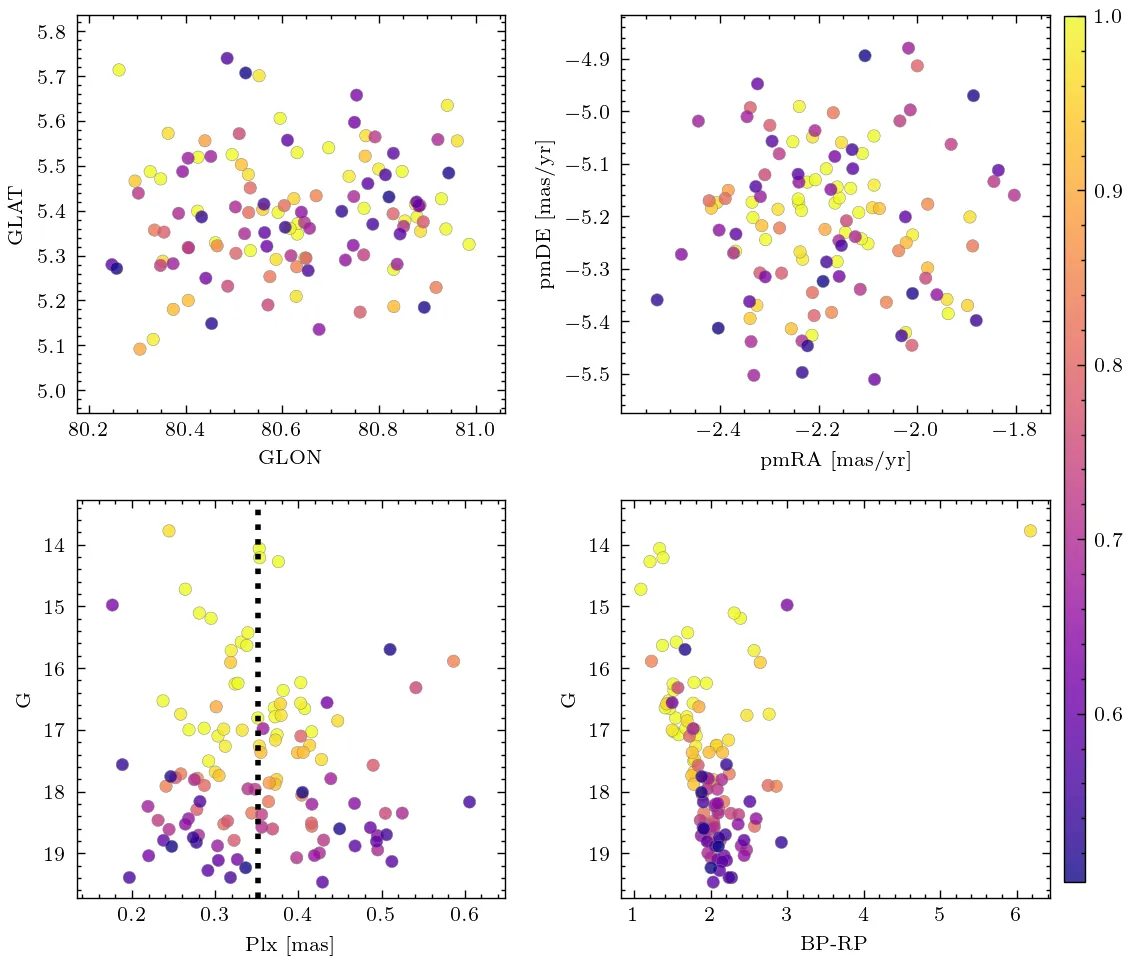 5.8
5.7
5.6
5.5
5.4
5.3
5.2
5.1
5.0
GLAT
80.2 80.4 80.6 80.8 81.0
GLON
−4.9
−5.0
−5.1
−5.2
−5.3
−5.4
−5.5
pmDE [mas/yr]
−2.4 −2.2 −2.0 −1.8
pmRA [mas/yr]
14
15
16
17
18
19
G
0.2 0.3 0.4 0.5 0.6
Plx [mas]
14
15
16
17
18
19
G
1 2 3 4 5 6
BP-RP
1.0
0.9
0.8
0.7
0.6